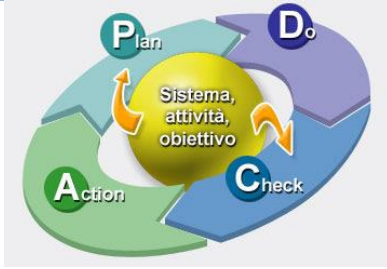 Plan
Do
Sistema,
attività,
obiettivo
Action
Check